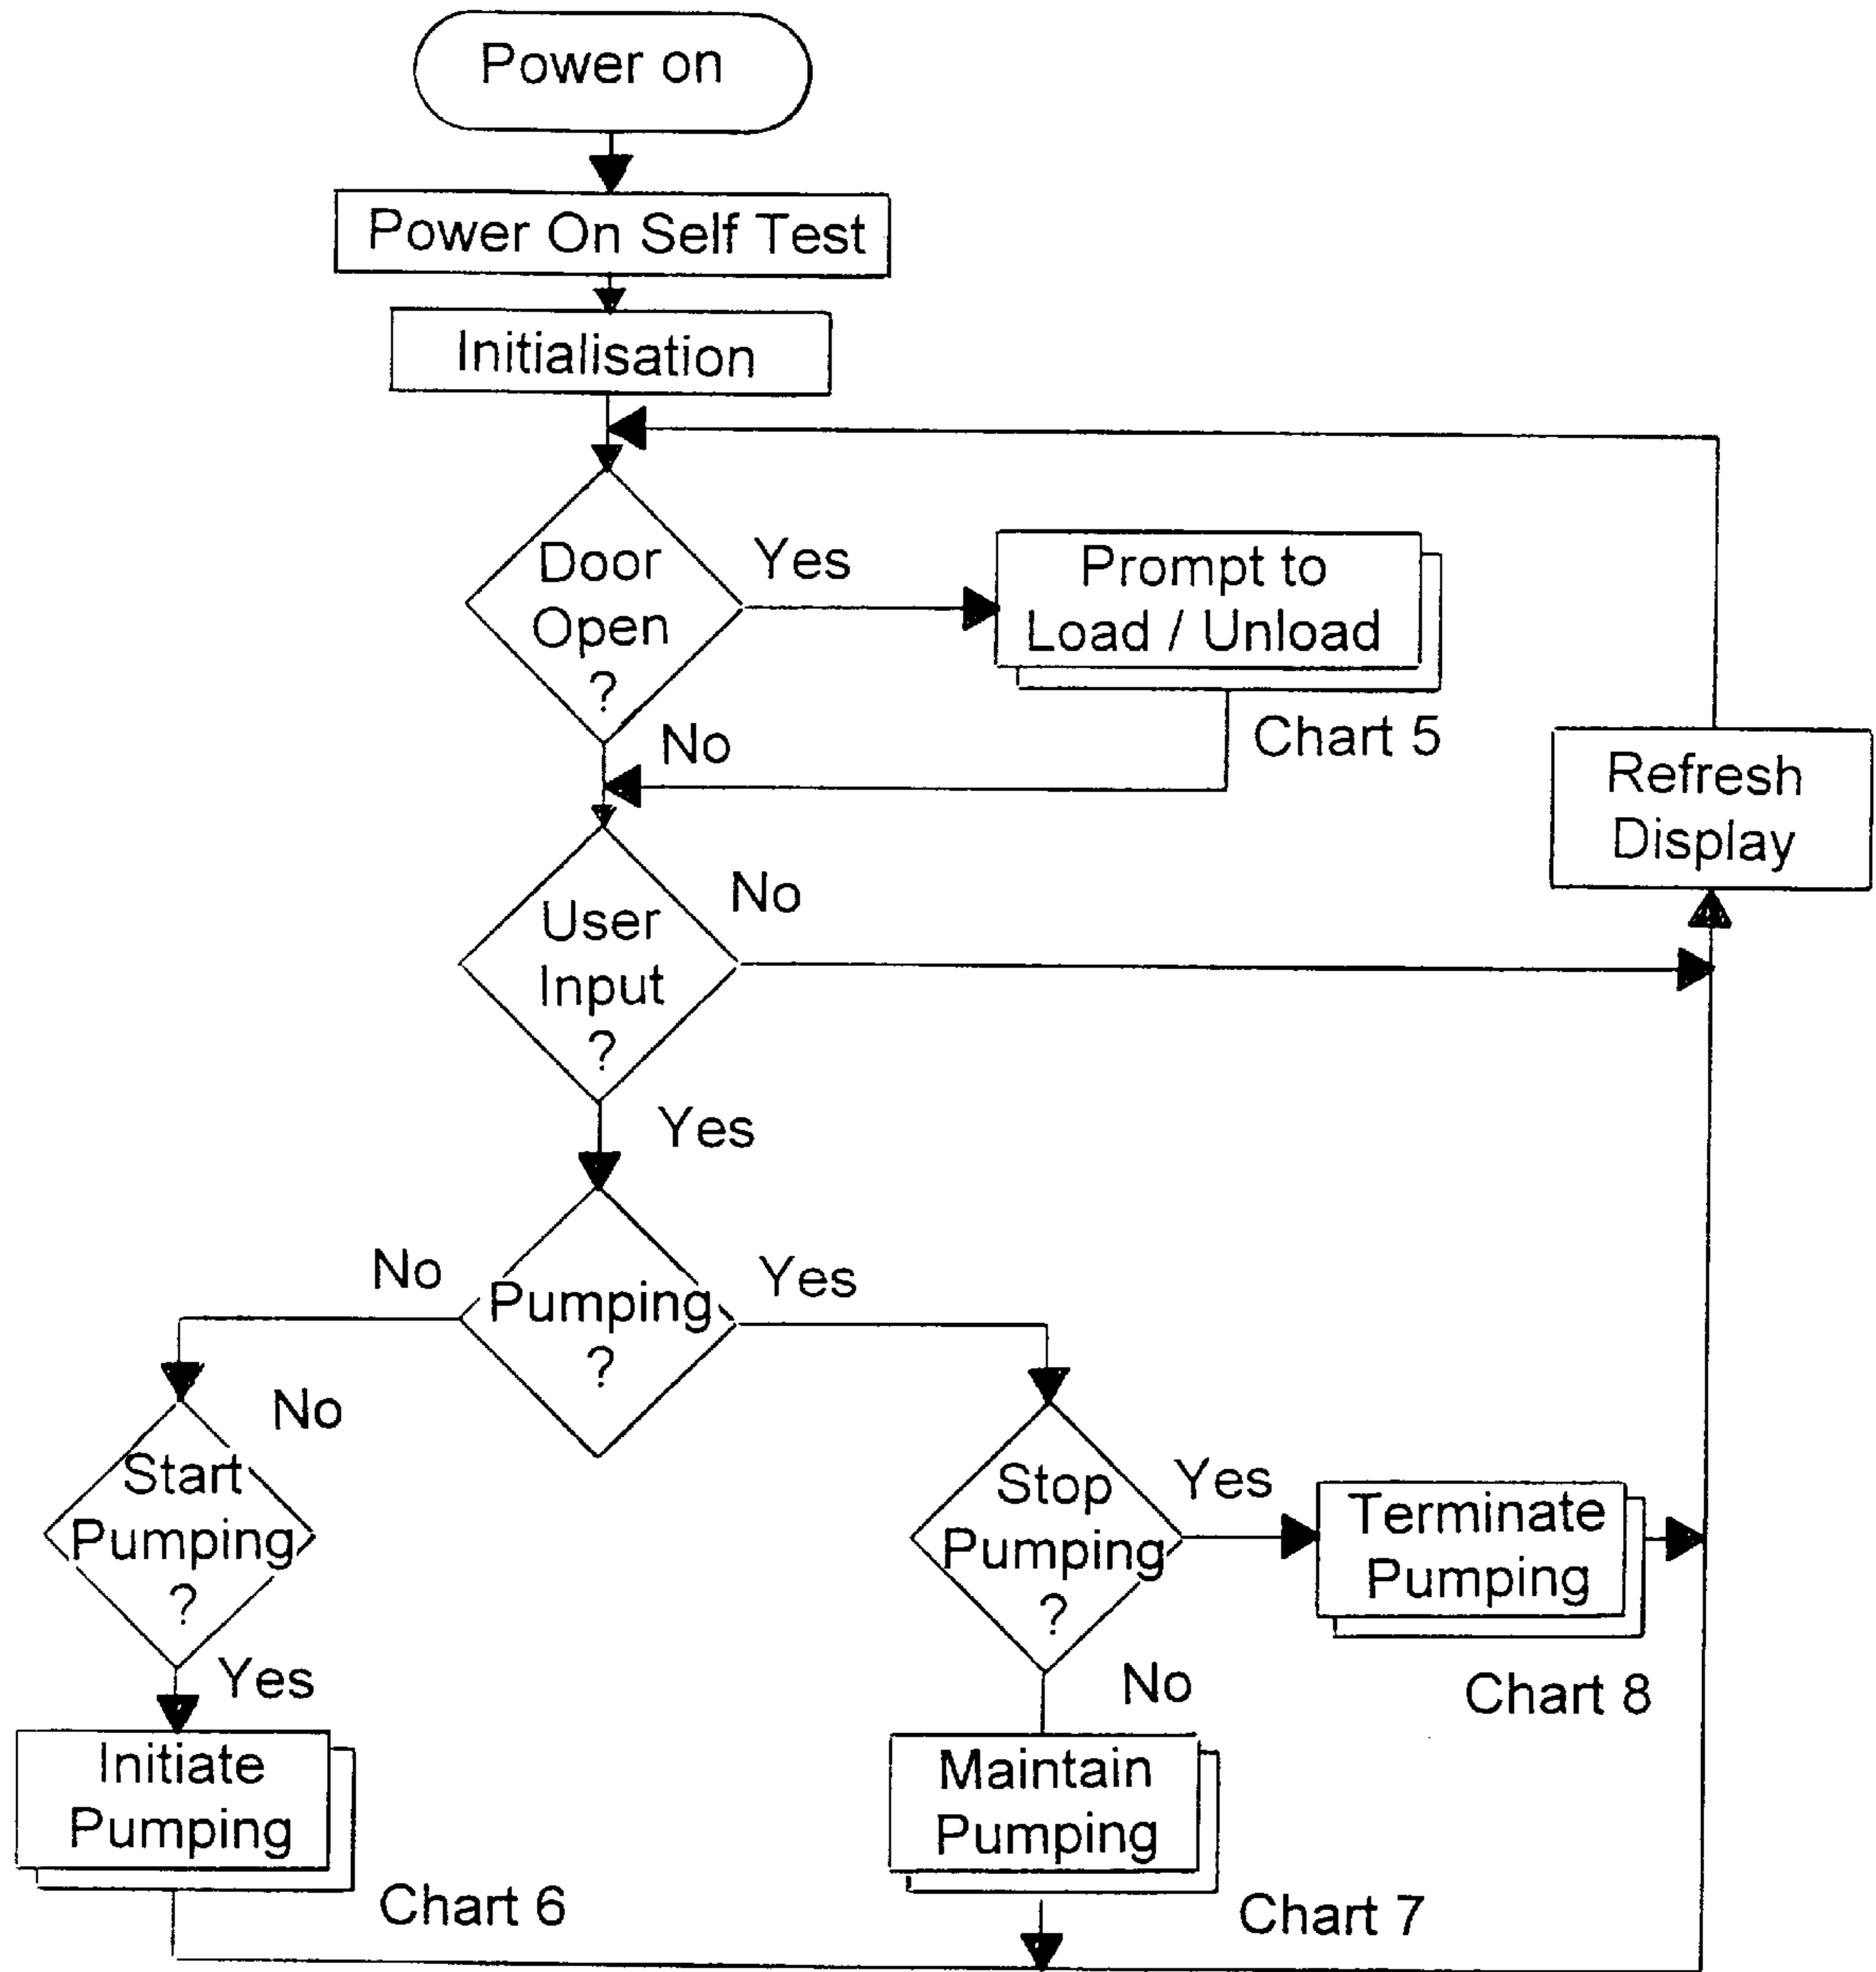 Power on
Power On Self Test
Initialisation
Door
Open
?
Yes
Prompt to
Load / Unload
No
Chart 5
Refresh
Display
User
Input
?
No
Yes
Pumping
?
No
Yes
Start
Pumping
?
No
Yes
Stop
Pumping
?
Yes
Terminate
Pumping
No
Chart 8
Initiate
Pumping
Maintain
Pumping
Chart 6
Chart 7